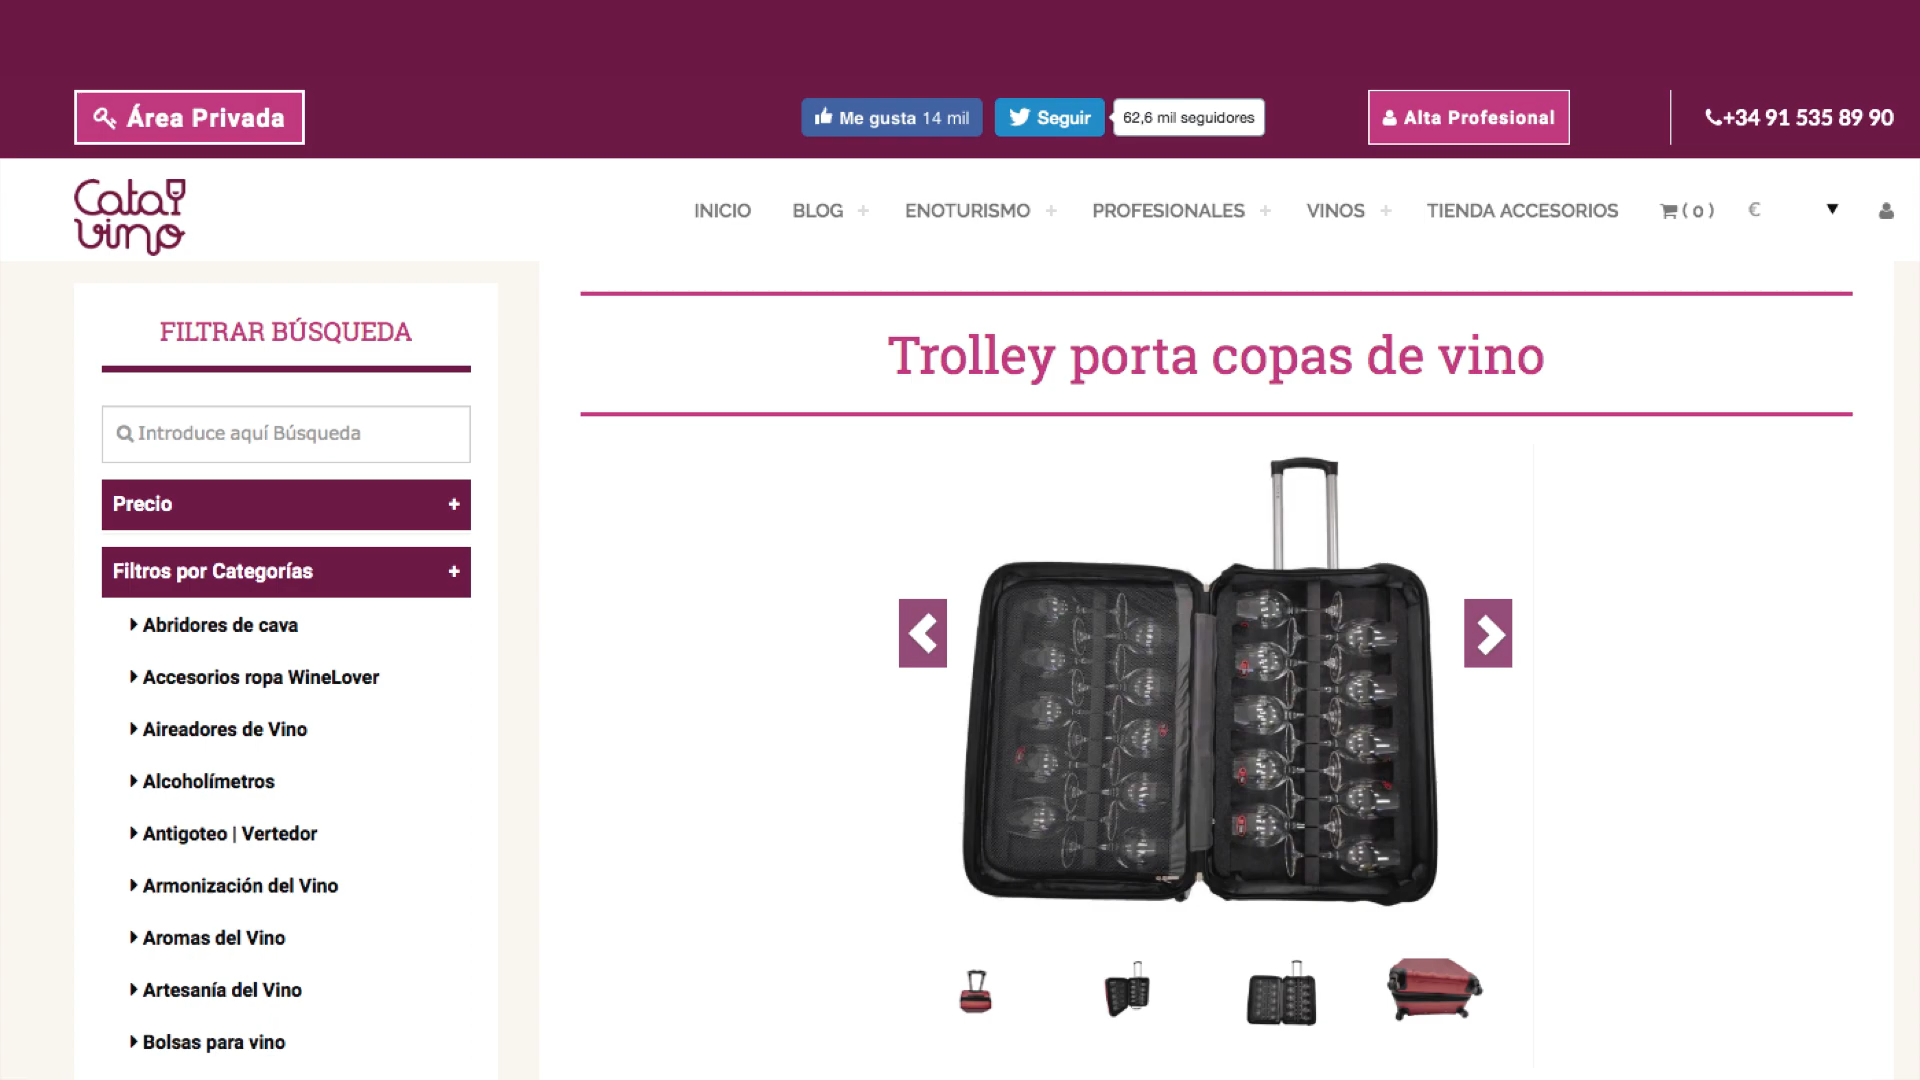 Área Privada
Me gusta 14 mil
Seguir
62,6 mil seguidores
Alta Profesional
+34 91 535 89 90
Catay
vino
INICIO
BLOG +
ENOTURISMO +
PROFESIONALES +
VINOS +
TIENDA ACCESORIOS
( 0 )
€
FILTRAR BÚSQUEDA
Introduce aquí Búsqueda
Precio +
Filtros por Categorías +
Abridores de cava
Accesorios ropa WineLover
Aireadores de Vino
Alcoholímetros
Antigoteo | Vertedor
Armonización del Vino
Aromas del Vino
Artesanía del Vino
Bolsas para vino
Trolley porta copas de vino